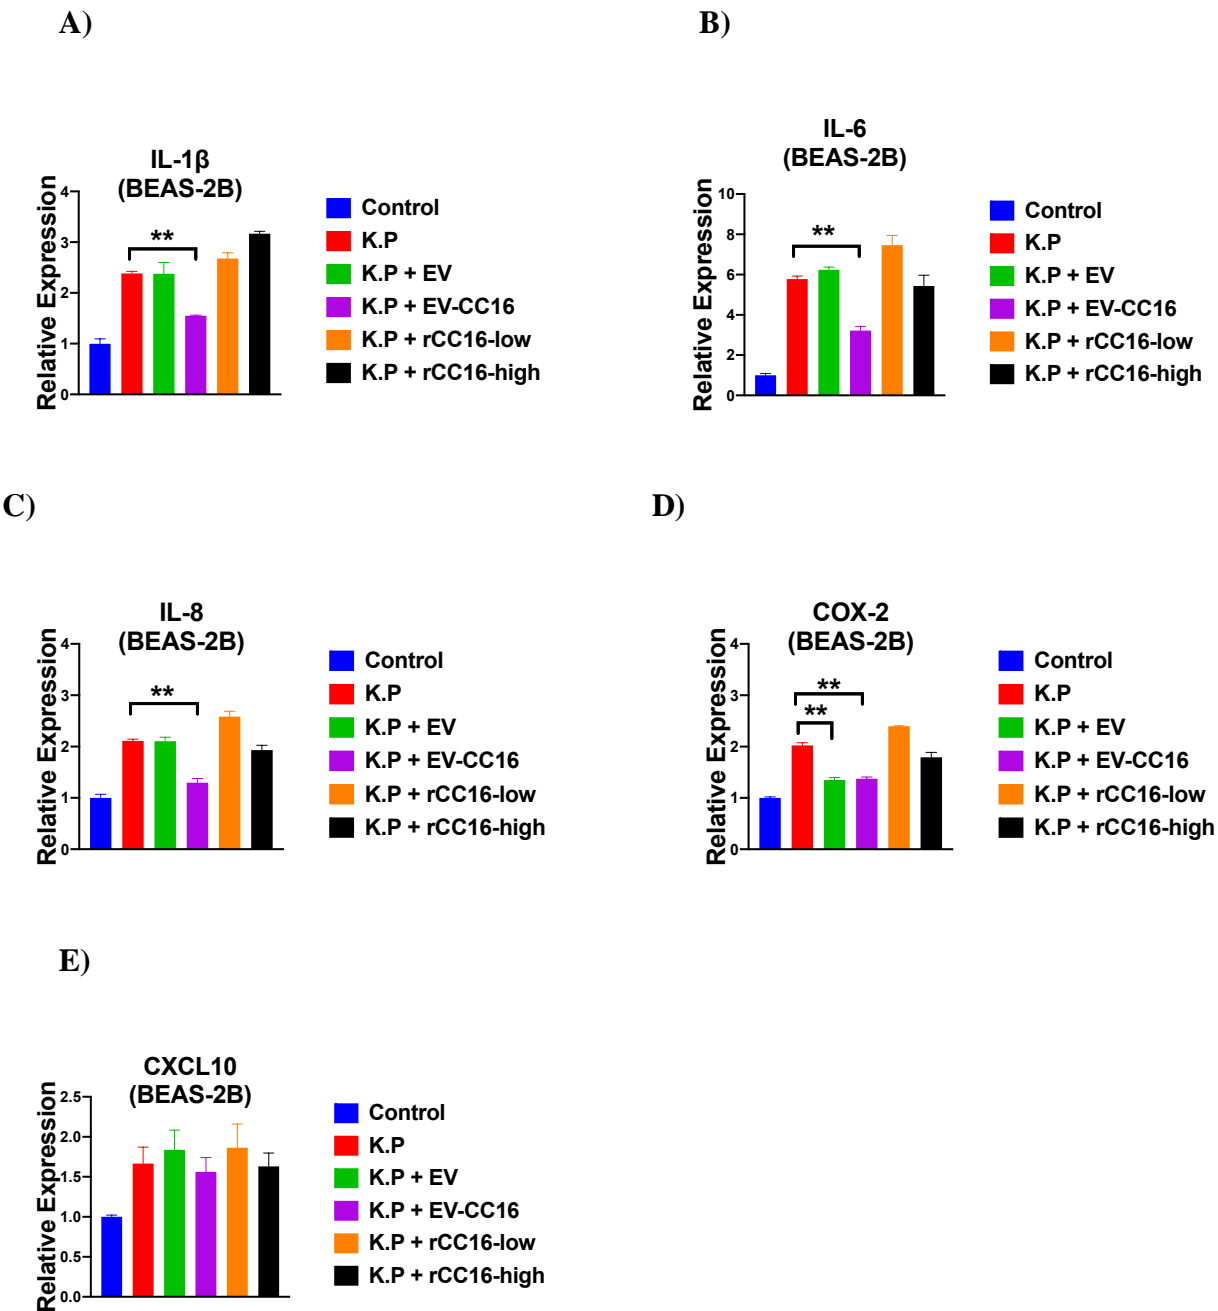 A)
IL-1β
(BEAS-2B)
Relative Expression
4
3
2
1
0
**
Control
K.P
K.P + EV
K.P + EV-CC16
K.P + rCC16-low
K.P + rCC16-high
B)
IL-6
(BEAS-2B)
Relative Expression
10
8
6
4
2
0
**
Control
K.P
K.P + EV
K.P + EV-CC16
K.P + rCC16-low
K.P + rCC16-high
C)
IL-8
(BEAS-2B)
Relative Expression
4
3
2
1
0
**
Control
K.P
K.P + EV
K.P + EV-CC16
K.P + rCC16-low
K.P + rCC16-high
D)
COX-2
(BEAS-2B)
Relative Expression
4
3
2
1
0
**
**
Control
K.P
K.P + EV
K.P + EV-CC16
K.P + rCC16-low
K.P + rCC16-high
E)
CXCL10
(BEAS-2B)
Relative Expression
2.5
2.0
1.5
1.0
0.5
0.0
Control
K.P
K.P + EV
K.P + EV-CC16
K.P + rCC16-low
K.P + rCC16-high